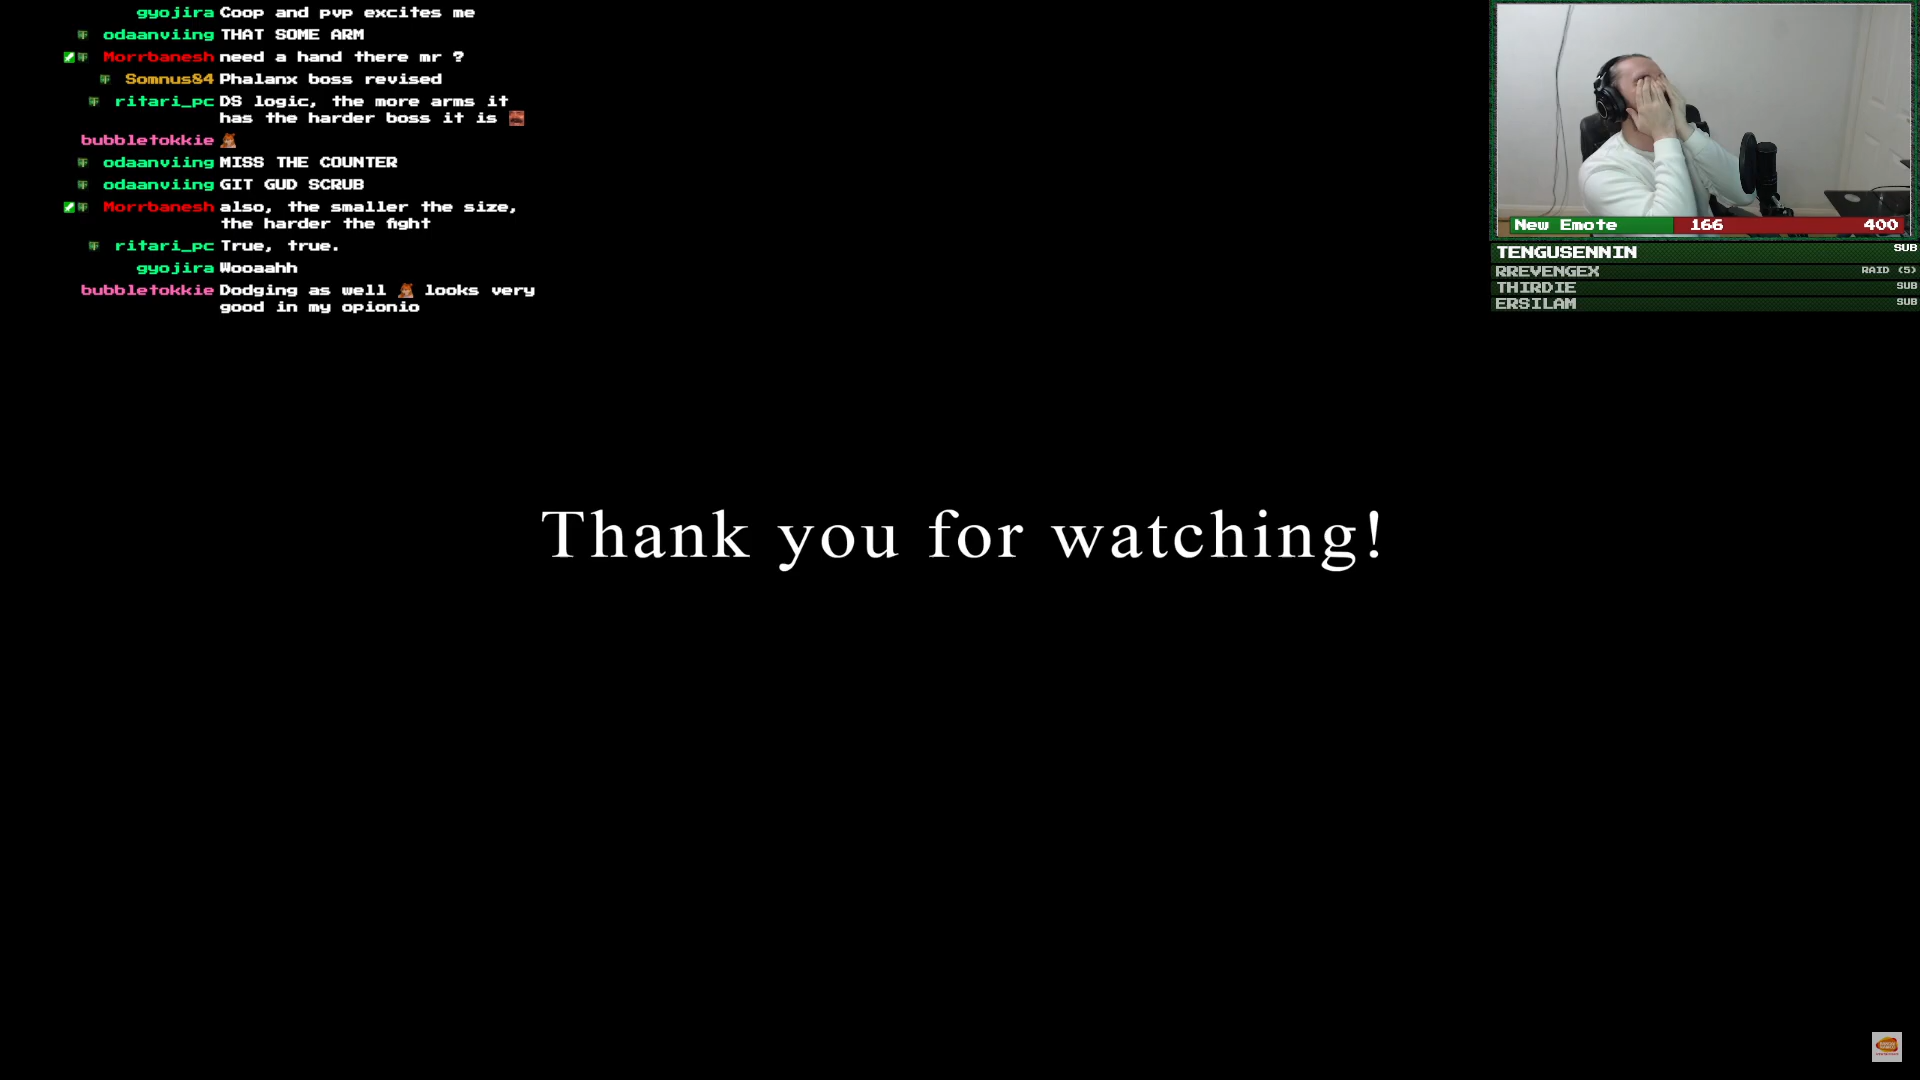 gyojira Coop and pvp excites me
odaanviing THAT SOME ARM
Morrbanesh need a hand there mr ?
Somnus84 Phalanx boss revised
ritari_pc DS logic, the more arms it
has the harder boss it is
bubbletokkie
odaanviing MISS THE COUNTER
odaanviing GIT GUD SCRUB
Morrbanesh also, the smaller the size,
the harder the fight
ritari_pc True, true.
gyojira Wooaahh
bubbletokkie Dodging as well looks very
good in my opionio
New Emote 166 400
TENGUSENNIN SUB
RREVENGEX RAID (5)
THIRDIE SUB
ERSILAM SUB
Thank you for watching!